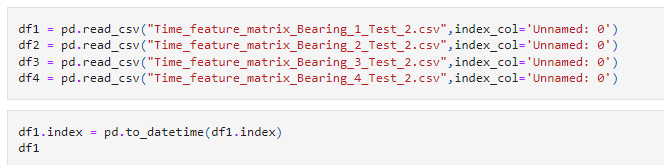 df1 = pd.read_csv("Time_feature_matrix_Bearing_1_Test_2.csv",index_col='Unnamed: 0')
df2 = pd.read_csv("Time_feature_matrix_Bearing_2_Test_2.csv",index_col='Unnamed: 0')
df3 = pd.read_csv("Time_feature_matrix_Bearing_3_Test_2.csv",index_col='Unnamed: 0')
df4 = pd.read_csv("Time_feature_matrix_Bearing_4_Test_2.csv",index_col='Unnamed: 0')
df1.index = pd.to_datetime(df1.index)
df1